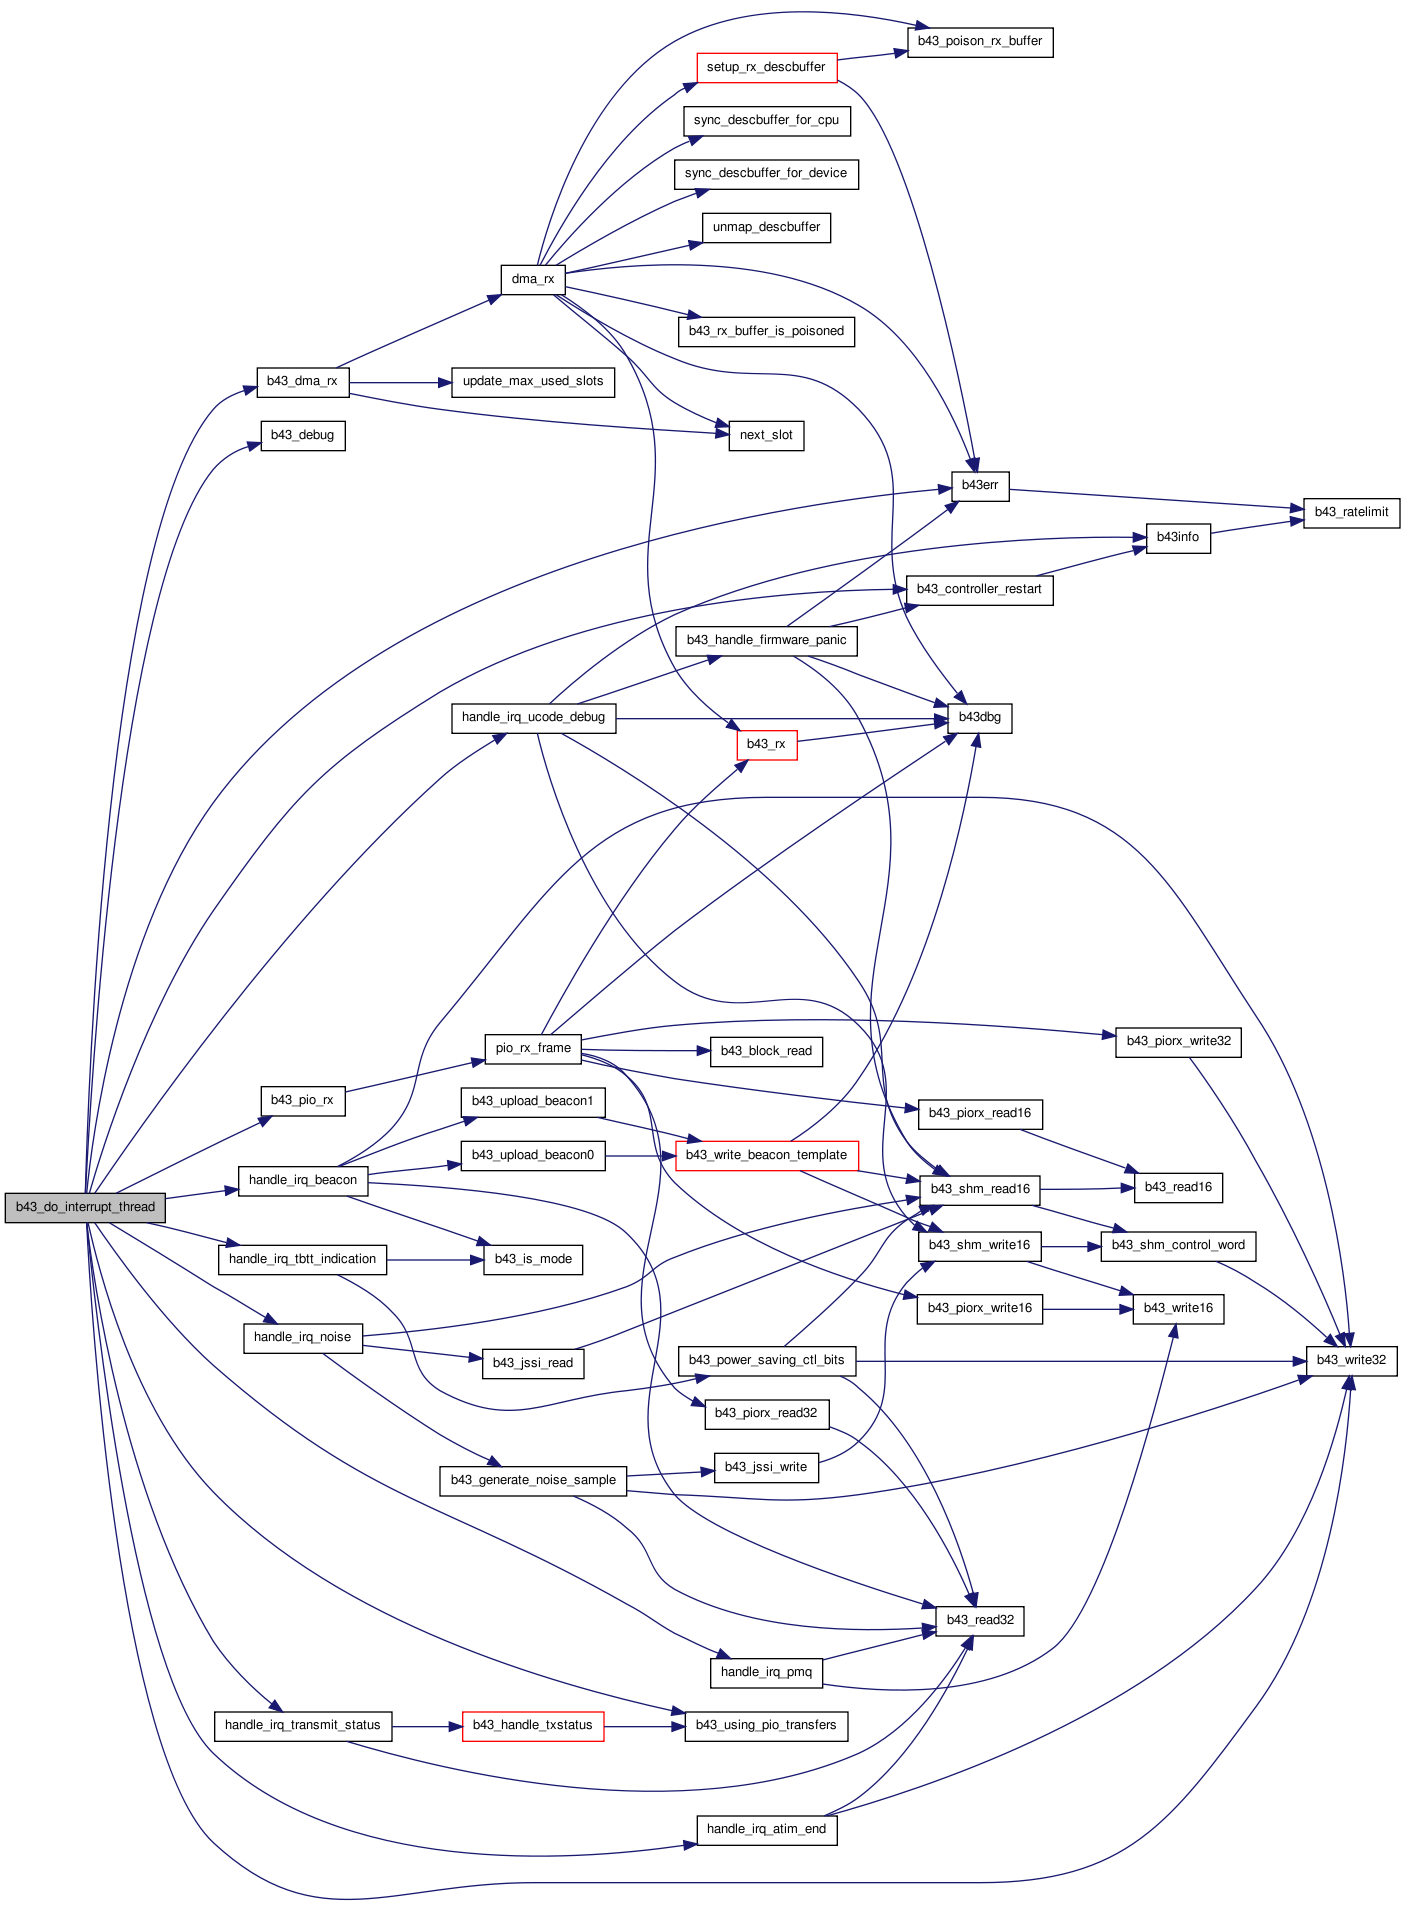 b43_poison_rx_buffer
setup_rx_descbuffer
sync_descbuffer_for_cpu
sync_descbuffer_for_device
unmap_descbuffer
dma_rx
b43_rx_buffer_is_poisoned
b43_dma_rx
update_max_used_slots
b43_debug
next_slot
b43err
b43_ratelimit
b43info
b43_controller_restart
b43_handle_firmware_panic
handle_irq_ucode_debug
b43dbg
b43_rx
pio_rx_frame
b43_block_read
b43_piorx_write32
b43_pio_rx
b43_upload_beacon1
b43_piorx_read16
b43_upload_beacon0
b43_write_beacon_template
handle_irq_beacon
b43_shm_read16
b43_read16
b43_do_interrupt_thread
handle_irq_tbtt_indication
b43_is_mode
b43_shm_write16
b43_shm_control_word
b43_piorx_write16
b43_write16
handle_irq_noise
b43_jssi_read
b43_power_saving_ctl_bits
b43_write32
b43_piorx_read32
b43_generate_noise_sample
b43_jssi_write
b43_read32
handle_irq_pmq
handle_irq_transmit_status
b43_handle_txstatus
b43_using_pio_transfers
handle_irq_atim_end